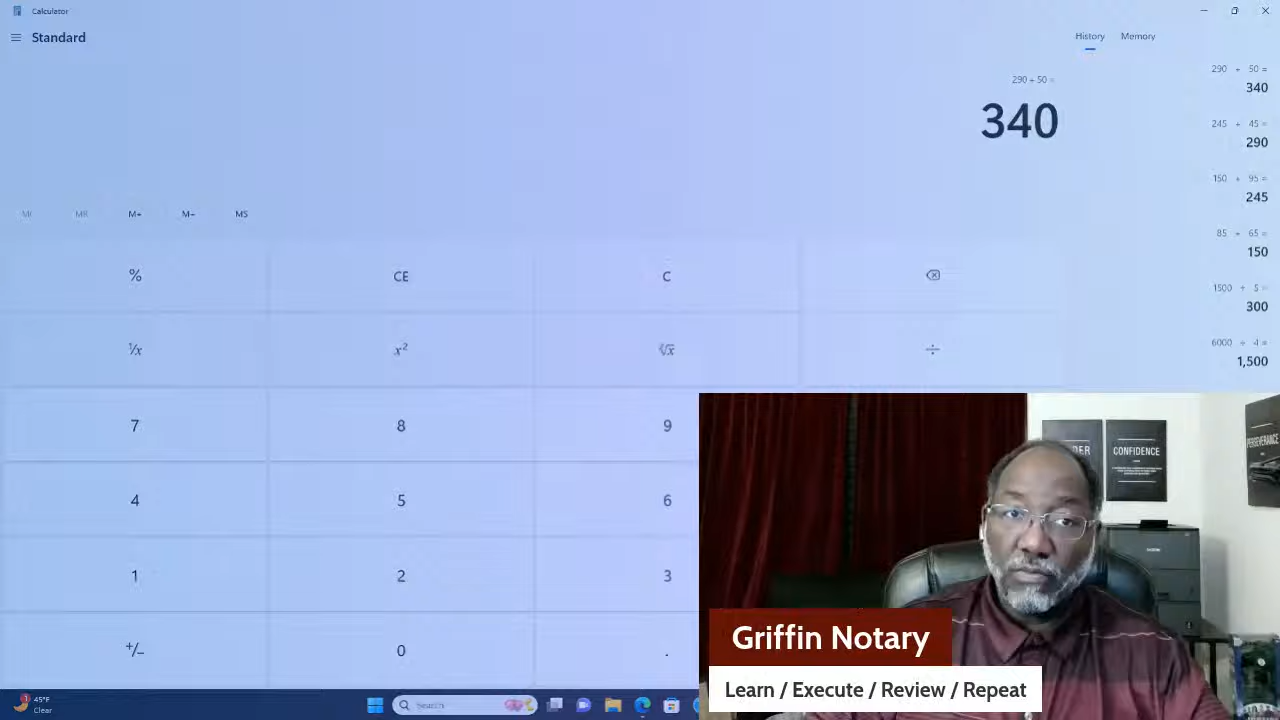 Calculator
Standard
History
Memory
290 + 50 =
340
290 + 50 =
340
245 + 45 =
290
150 + 95 =
245
85 + 65 =
150
1500 ÷ 5 =
300
6000 ÷ 4 =
1,500
MR
M+
MS
%
CE
C
¹/x
x²
²√x
÷
7
8
9
4
5
6
1
2
3
+/−
0
.
CONFIDENCE
PERSEVERANCE
Griffin Notary
Learn / Execute / Review / Repeat
45°F
Clear
Search